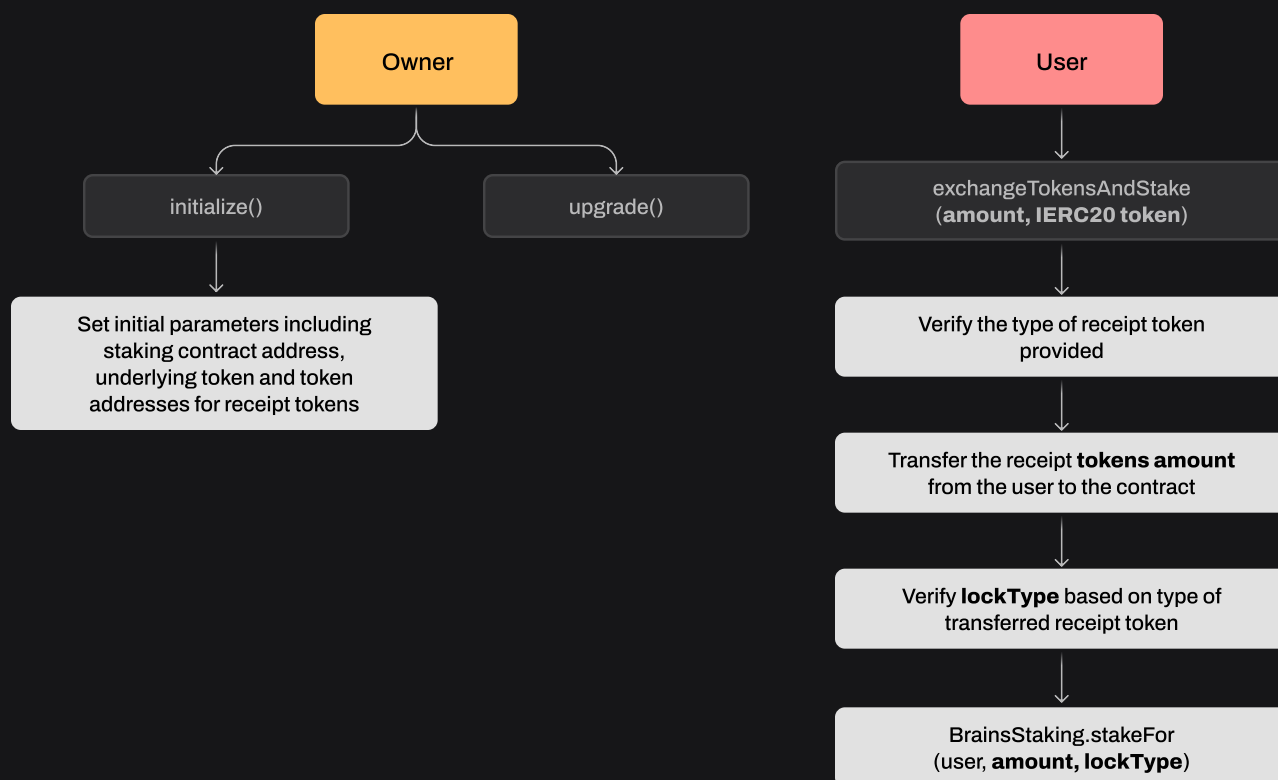 Owner
initialize()
upgrade()
Set initial parameters including
staking contract address,
underlying token and token
addresses for receipt tokens
User
exchangeTokensAndStake
(amount, IERC20 token)
Verify the type of receipt token
provided
Transfer the receipt tokens amount
from the user to the contract
Verify lockType based on type of
transferred receipt token
BrainsStaking.stakeFor
(user, amount, lockType)